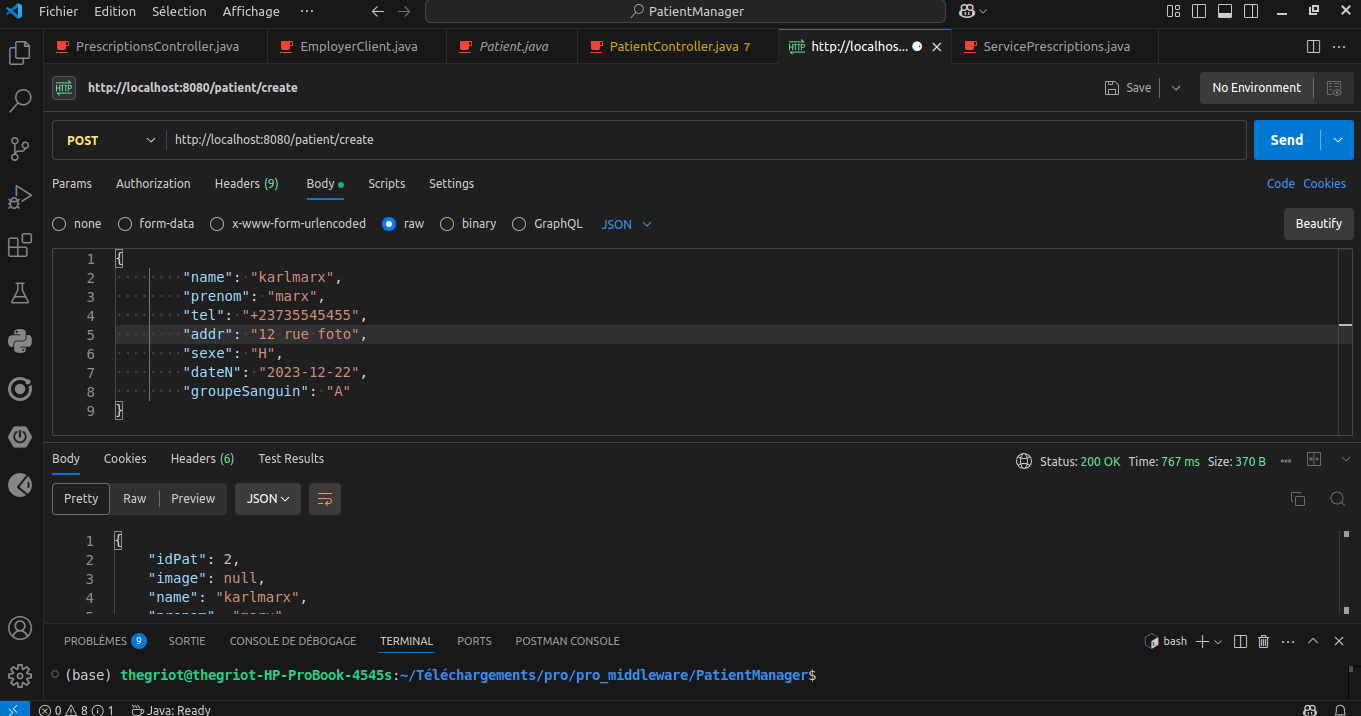 Fichier Edition Sélection Affichage ··· PatientManager
PrescriptionsController.java EmployerClient.java Patient.java PatientController.java 7 HTTP http://localhos... ServicePrescriptions.java ···
HTTP http://localhost:8080/patient/create Save No Environment
POST http://localhost:8080/patient/create Send
Params Authorization Headers (9) Body Scripts Settings Code Cookies
none form-data x-www-form-urlencoded raw binary GraphQL JSON Beautify
1 {
2 "name": "karlmarx",
3 "prenom": "marx",
4 "tel": "+23735545455",
5 "addr": "12 rue foto",
6 "sexe": "H",
7 "dateN": "2023-12-22",
8 "groupeSanguin": "A"
9 }
Body Cookies Headers (6) Test Results Status: 200 OK Time: 767 ms Size: 370 B
Pretty Raw Preview JSON
1 {
2 "idPat": 2,
3 "image": null,
4 "name": "karlmarx",
5 "prenom": "marx",
PROBLÈMES 9 SORTIE CONSOLE DE DÉBOGAGE TERMINAL PORTS POSTMAN CONSOLE bash
(base) thegriot@thegriot-HP-ProBook-4545s:~/Téléchargements/pro/pro_middleware/PatientManager$
0 8 1 Java: Ready